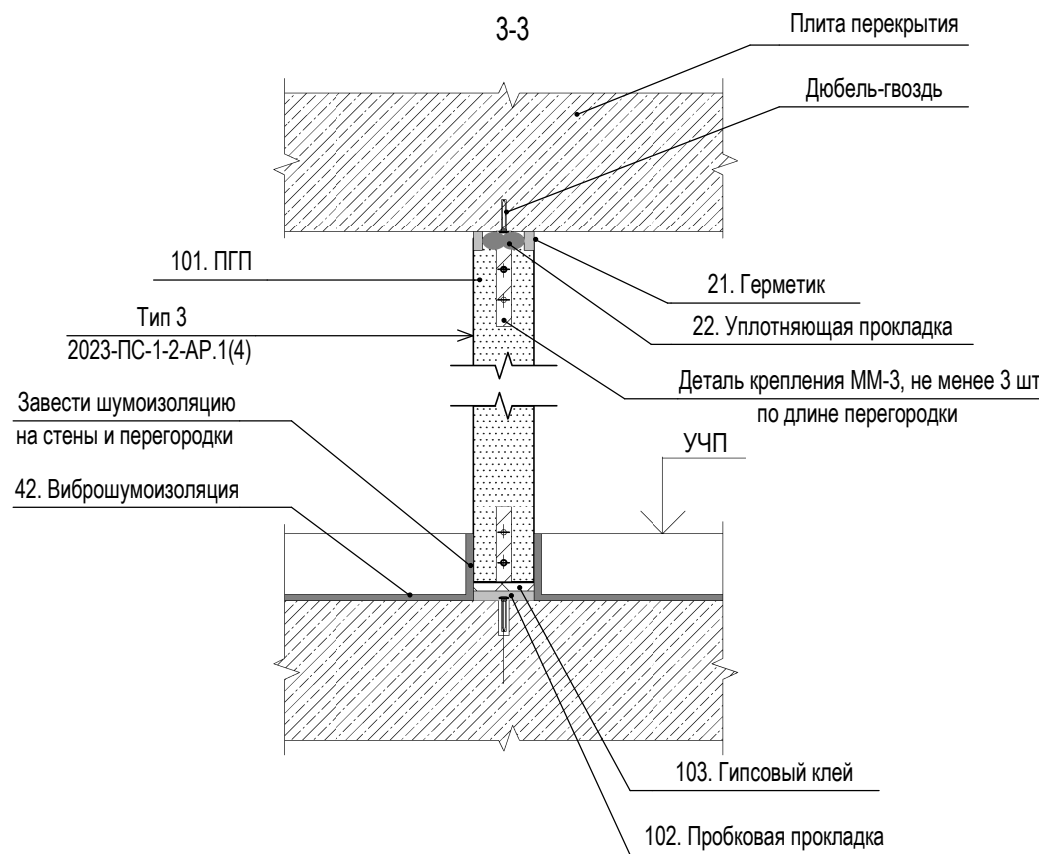 3-3
Плита перекрытия
Дюбель-гвоздь
101. ПГП
21. Герметик
Тип 3
2023-ПС-1-2-АР.1(4)
22. Уплотняющая прокладка
Деталь крепления ММ-3, не менее 3 шт
по длине перегородки
Завести шумоизоляцию
на стены и перегородки
УЧП
42. Виброшумоизоляция
103. Гипсовый клей
102. Пробковая прокладка